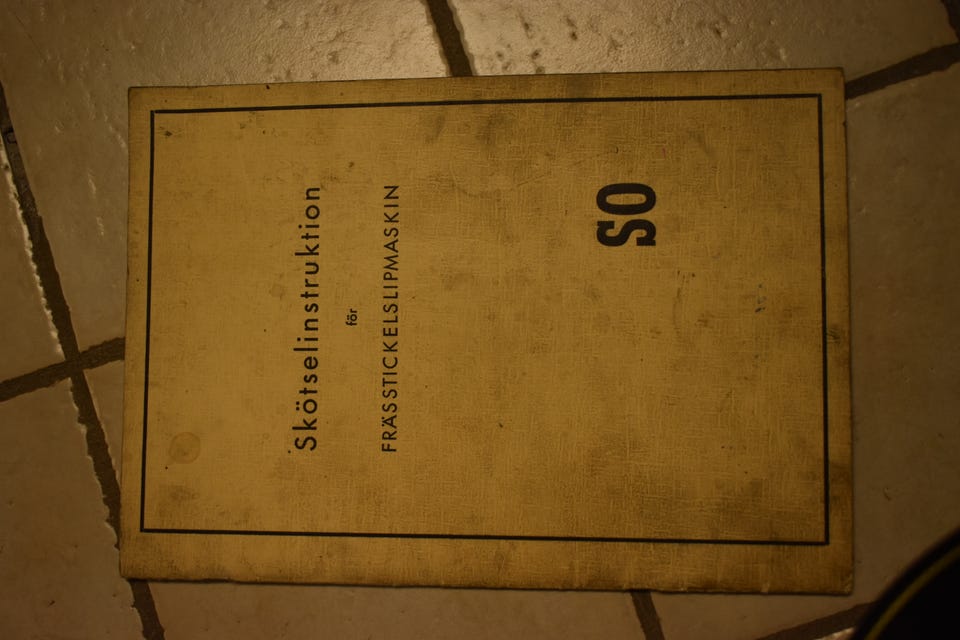 Skötselinstruktion
för
FRÄSSTICKELSLIPMASKIN
SO